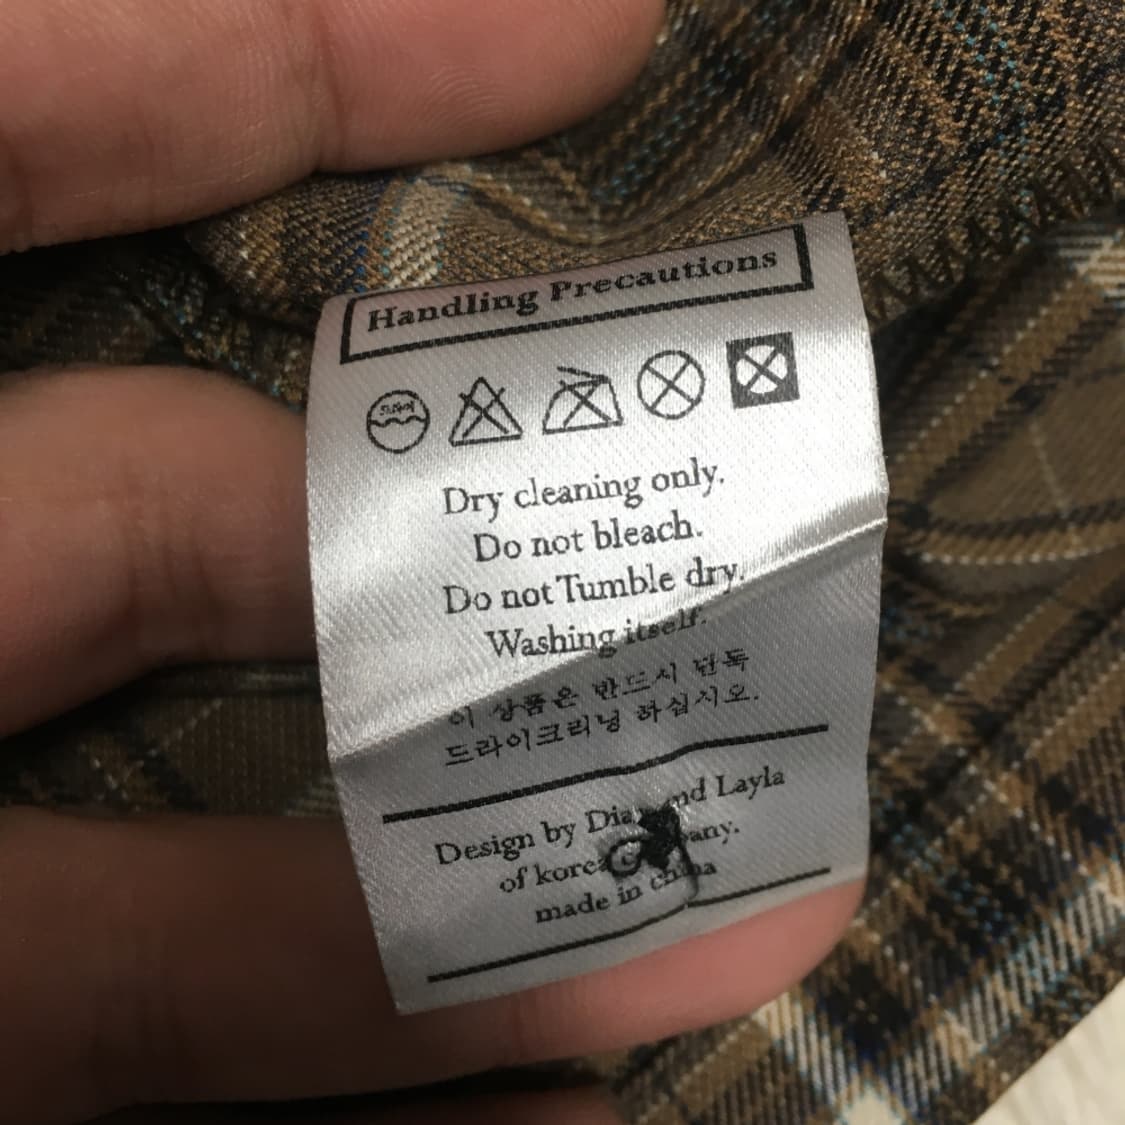 Handling Precautions
Dry cleaning only.
Do not bleach.
Do not Tumble dry.
Washing itself.
이 상품은 반드시 단독
드라이크리닝 하십시오.
Design by Layla
of korea
made in china